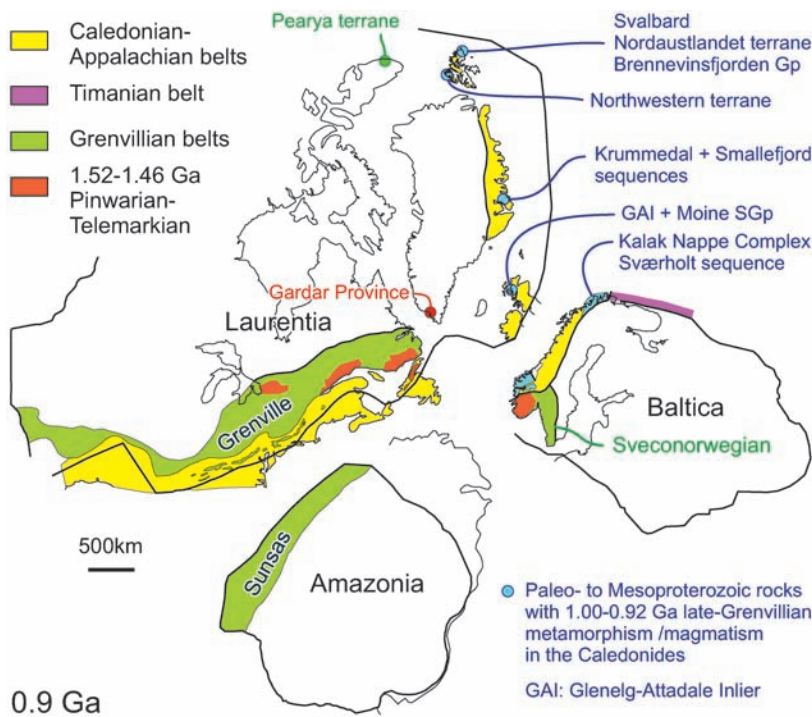 Caledonian-
Appalachian belts
Timanian belt
Grenvillian belts
1.52-1.46 Ga
Pinwarian-
Telemarkian
Pearya terrane
Svalbard
Nordaustlandet terrane
Brennevinsfjorden Gp
Northwestern terrane
Krummedal + Smallefjord
sequences
GAI + Moine SGp
Kalak Nappe Complex
Sværholt sequence
Gardar Province
Laurentia
Grenville
Baltica
Sveconorwegian
500km
Sunsas
Amazonia
Paleo- to Mesoproterozoic rocks
with 1.00-0.92 Ga late-Grenvillian
metamorphism /magmatism
in the Caledonides
GAI: Glenelg-Attadale Inlier
0.9 Ga